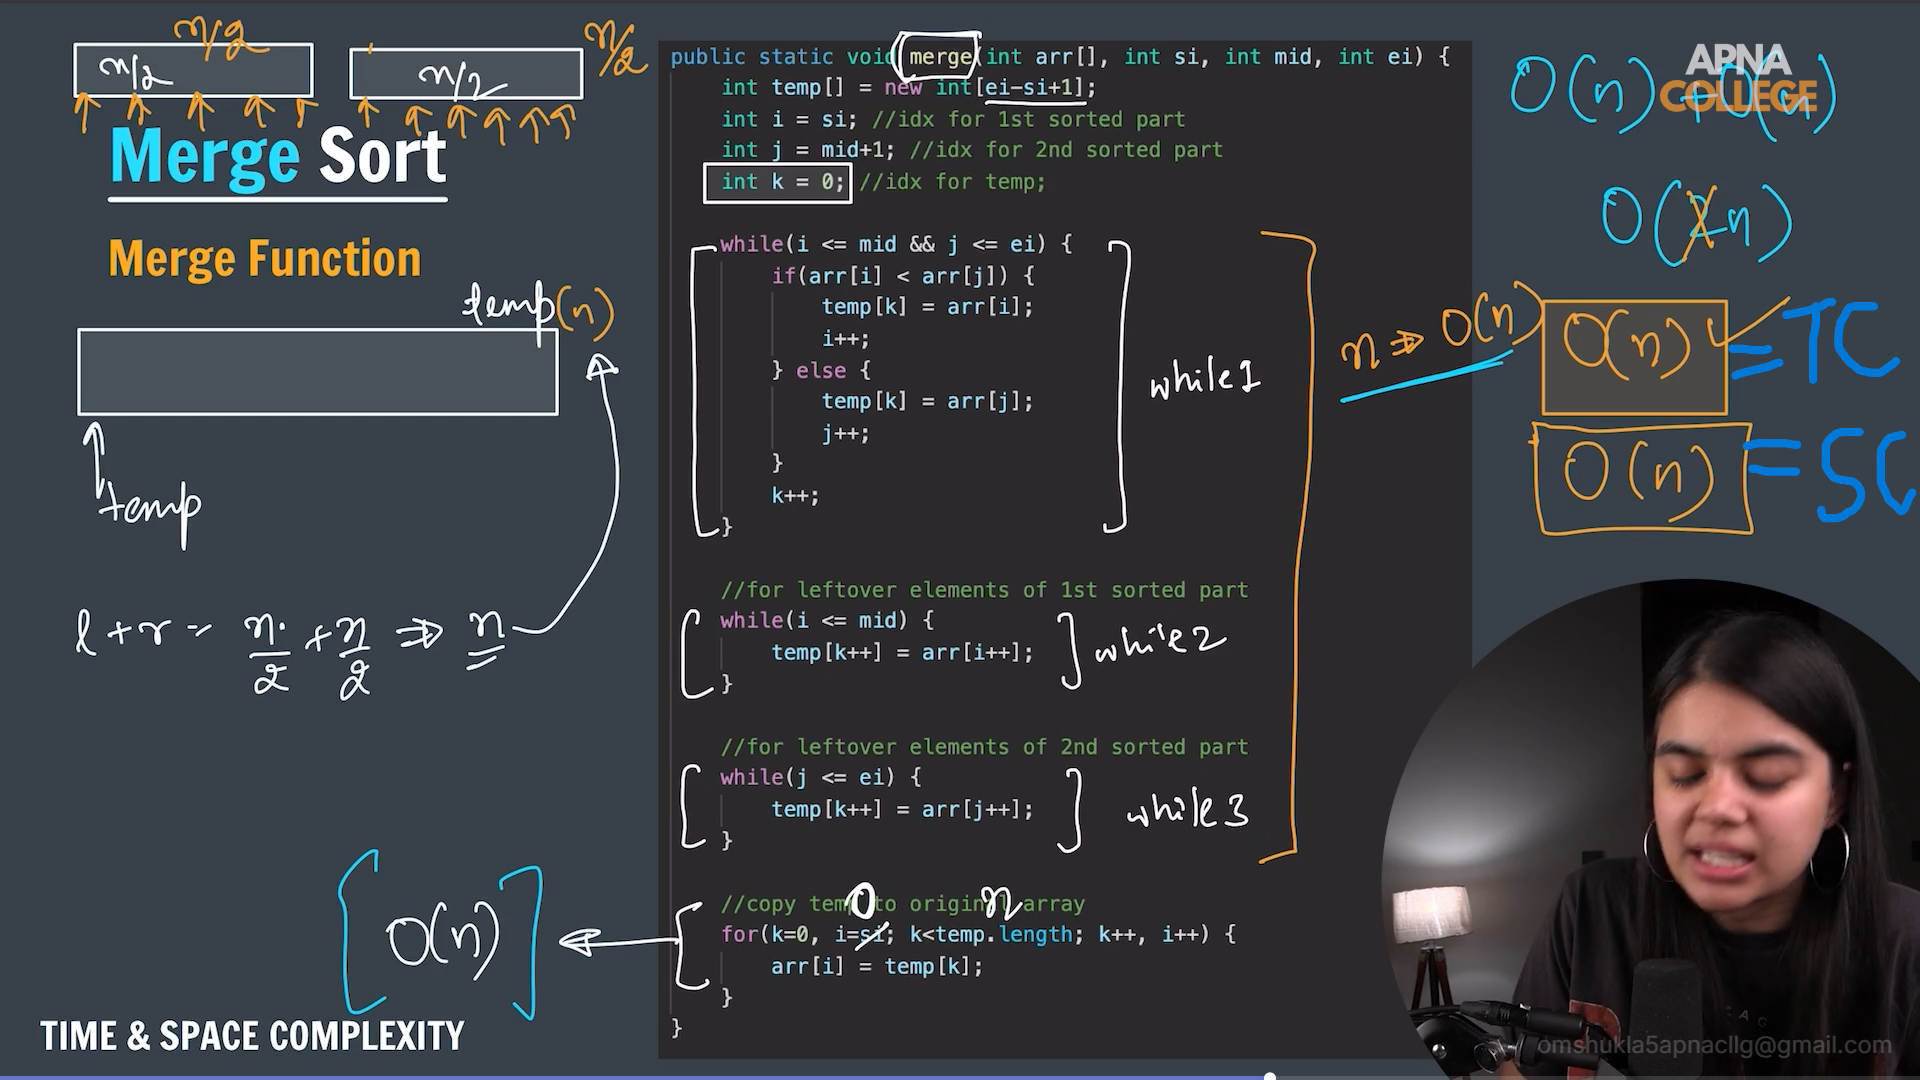 n/2
n/2
n/2
n/2
Merge Sort
Merge Function
temp(n)
temp
l + r = n/2 + n/2 ⇒ n
[O(n)]
TIME & SPACE COMPLEXITY
public static void merge(int arr[], int si, int mid, int ei) {
int temp[] = new int[ei-si+1];
int i = si; //idx for 1st sorted part
int j = mid+1; //idx for 2nd sorted part
int k = 0; //idx for temp;
while(i <= mid && j <= ei) {
if(arr[i] < arr[j]) {
temp[k] = arr[i];
i++;
} else {
temp[k] = arr[j];
j++;
}
k++;
}
while1
//for leftover elements of 1st sorted part
while(i <= mid) {
temp[k++] = arr[i++];
}
while2
//for leftover elements of 2nd sorted part
while(j <= ei) {
temp[k++] = arr[j++];
}
while3
//copy temp to original array
0 n
for(k=0, i=si; k<temp.length; k++, i++) {
arr[i] = temp[k];
}
}
APNA
COLLEGE
O(n) + O(n)
O(2n)
n ⇒ O(n)
O(n) = TC
O(n) = SC
omshukla5apnacllg@gmail.com